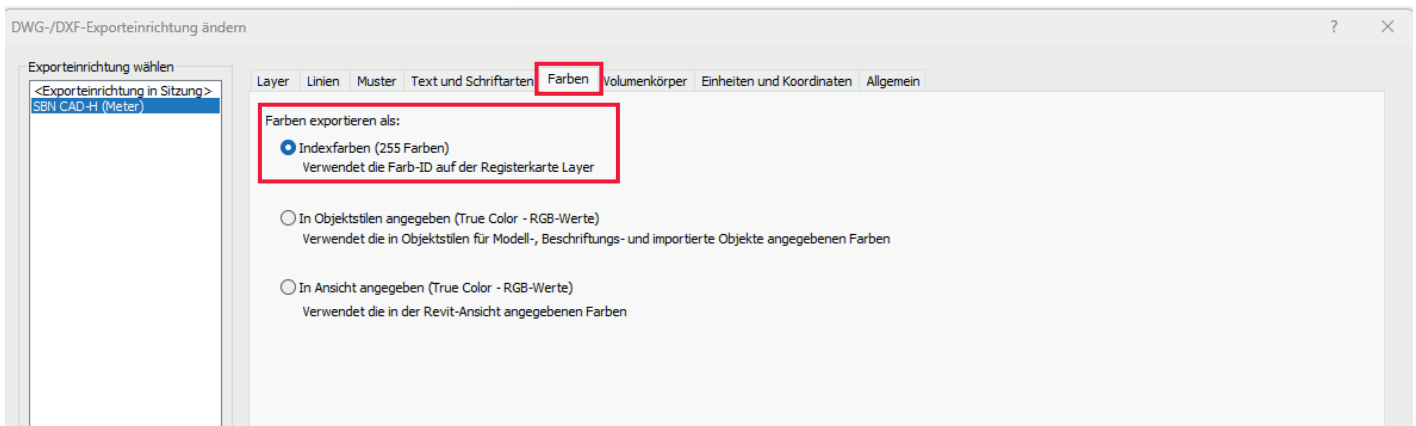 DWG-/DXF-Exporteinrichtung ändern ? ×
Exporteinrichtung wählen
<Exporteinrichtung in Sitzung>
SBN CAD-H (Meter)
Layer Linien Muster Text und Schriftarten Farben Volumenkörper Einheiten und Koordinaten Allgemein
Farben exportieren als:
Indexfarben (255 Farben)
Verwendet die Farb-ID auf der Registerkarte Layer
In Objektstilen angegeben (True Color - RGB-Werte)
Verwendet die in Objektstilen für Modell-, Beschriftungs- und importierte Objekte angegebenen Farben
In Ansicht angegeben (True Color - RGB-Werte)
Verwendet die in der Revit-Ansicht angegebenen Farben